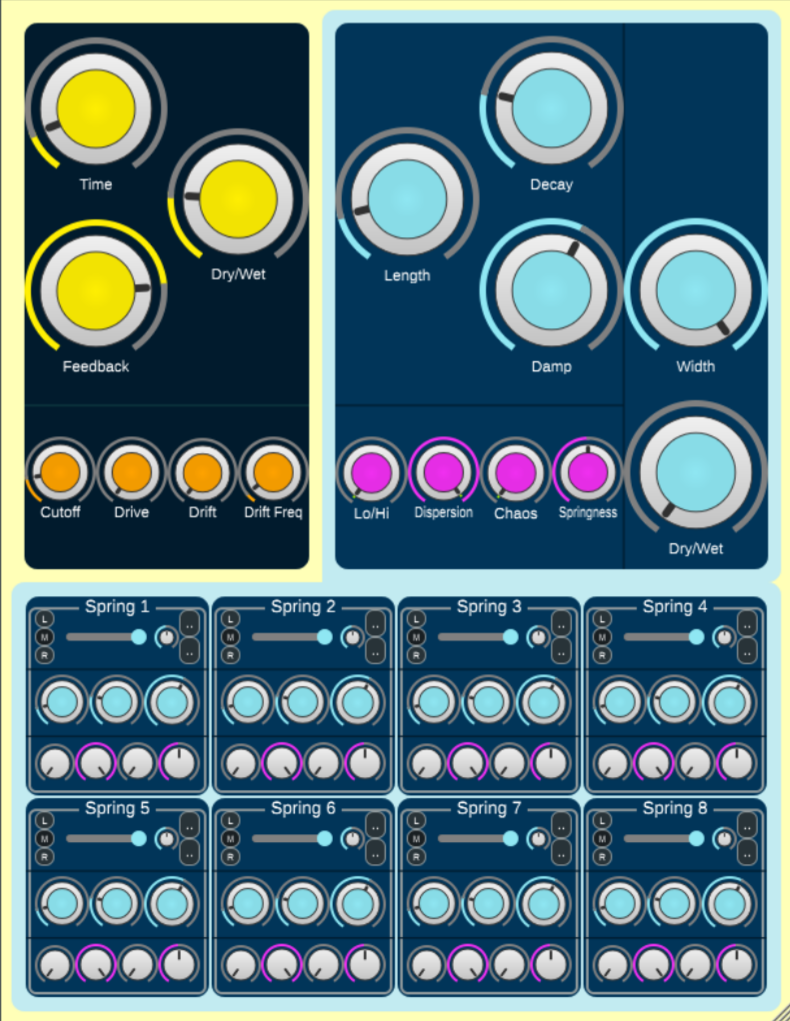 Time
Decay
Dry/Wet
Length
Feedback
Damp
Width
Cutoff
Drive
Drift
Drift Freq
Lo/Hi
Dispersion
Chaos
Springness
Dry/Wet
Spring 1
L
M
R
..
..
Spring 2
L
M
R
..
..
Spring 3
L
M
R
..
..
Spring 4
L
M
R
..
..
Spring 5
L
M
R
..
..
Spring 6
L
M
R
..
..
Spring 7
L
M
R
..
..
Spring 8
L
M
R
..
..